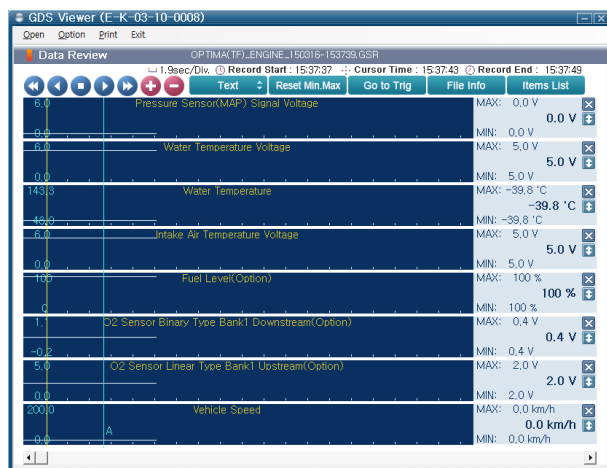 GDS Viewer (E-K-03-10-0008)
Open Option Print Exit
Data Review OPTIMA(TF)_ENGINE_150316-153739.GSR
1.9sec/Div. Record Start : 15:37:37 Cursor Time : 15:37:43 Record End : 15:37:49
Text Reset Min.Max Go to Trig File Info Items List
6.0 Pressure Sensor(MAP) Signal Voltage MAX: 0.0 V
0.0 V
0.0 MIN: 0.0 V
6.0 Water Temperature Voltage MAX: 5.0 V
5.0 V
0.0 MIN: 5.0 V
143.3 Water Temperature MAX: -39.8 °C
-39.8 °C
-40.0 MIN: -39.8 °C
6.0 Intake Air Temperature Voltage MAX: 5.0 V
5.0 V
0.0 MIN: 5.0 V
100 Fuel Level(Option) MAX: 100 %
100 %
0 MIN: 100 %
1. O2 Sensor Binary Type Bank1 Downstream(Option) MAX: 0.4 V
0.4 V
-0.2 MIN: 0.4 V
5.0 O2 Sensor Linear Type Bank1 Upstream(Option) MAX: 2.0 V
2.0 V
0.0 MIN: 2.0 V
200.0 Vehicle Speed MAX: 0.0 km/h
A 0.0 km/h
0.0 MIN: 0.0 km/h